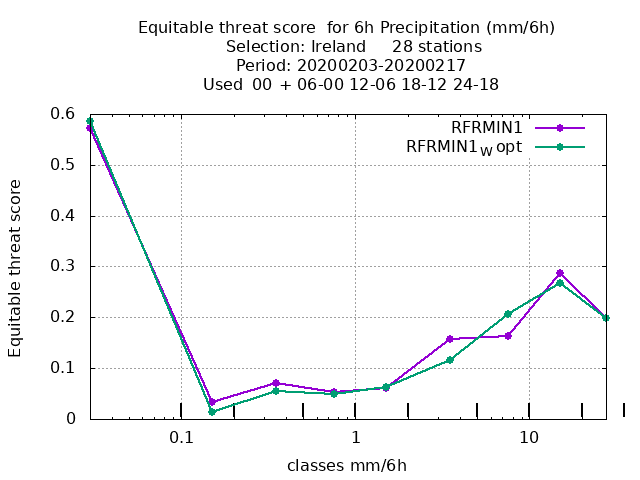 Equitable threat score  for 6h Precipitation (mm/6h)
Selection: Ireland     28 stations
Period: 20200203-20200217
Used  00  + 06-00 12-06 18-12 24-18
RFRMIN1
RFRMIN1W opt
0.6
0.5
0.4
0.3
0.2
0.1
0
Equitable threat score
0.1
1
10
classes mm/6h